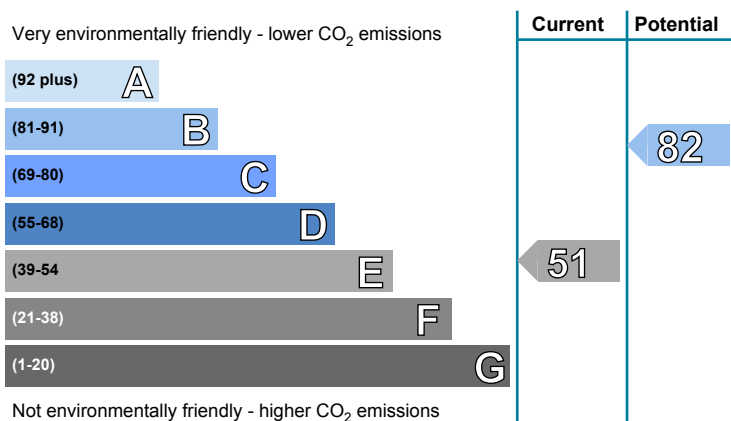 Very environmentally friendly - lower CO2 emissions
Current
Potential
(92 plus) A
(81-91) B
82
(69-80) C
(55-68) D
(39-54 E
51
(21-38) F
(1-20) G
Not environmentally friendly - higher CO2 emissions